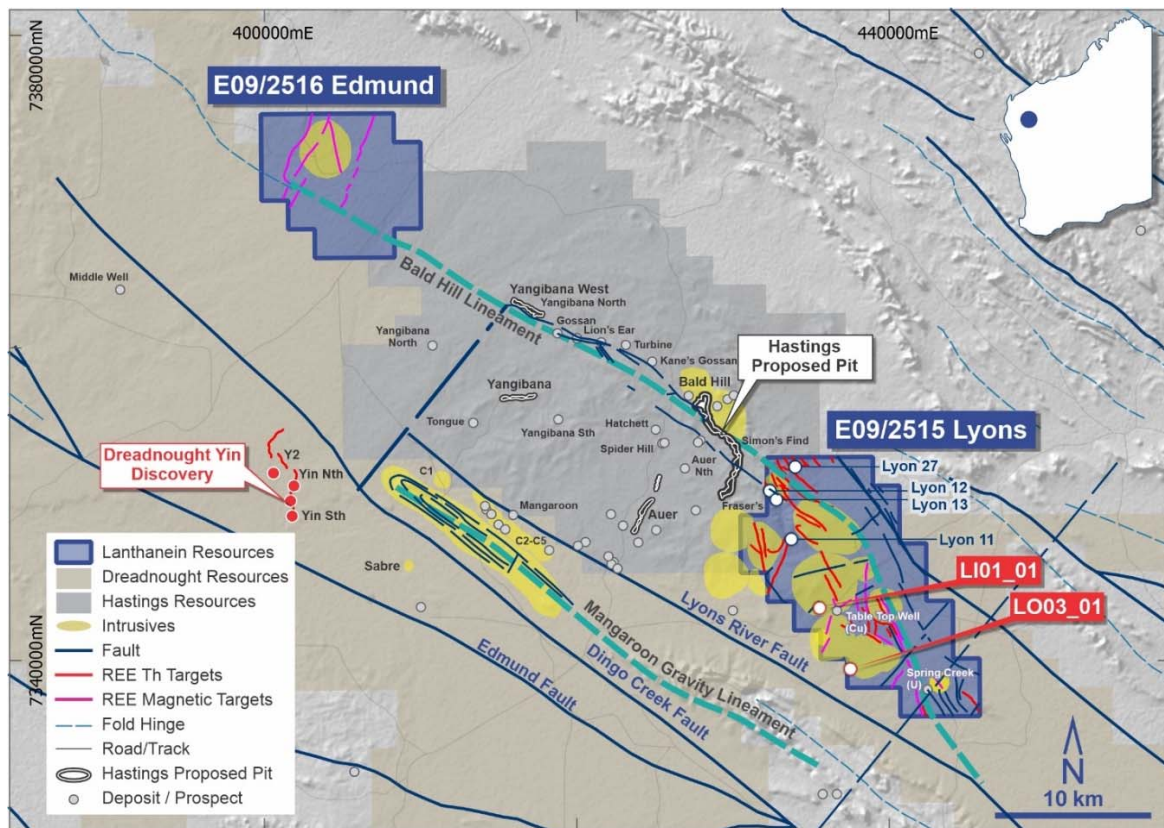 400000mE
440000mE
7380000mN
7340000mN
E09/2516 Edmund
Middle Well
Bald Hill Lineament
Yangibana West
Yangibana North
Gossan
Lion's Ear
Turbine
Kane's Gossan
Yangibana
North
Yangibana
Bald Hill
Hastings
Proposed Pit
Tongue
Yangibana Sth
Hatchett
Spider Hill
Auer
Nth
Simon's Find
E09/2515 Lyons
Lyon 27
Lyon 12
Lyon 13
Lyon 11
Fraser's
Dreadnought Yin
Discovery
Y2
Yin Nth
Yin Sth
C1
Mangaroon
C2-C5
Auer
Sabre
LI01_01
LO03_01
Table Top Well
(Cu)
Spring Creek
(U)
Lyons River Fault
Mangaroon Gravity Lineament
Dingo Creek Fault
Edmund Fault
Lanthanein Resources
Dreadnought Resources
Hastings Resources
Intrusives
Fault
REE Th Targets
REE Magnetic Targets
Fold Hinge
Road/Track
Hastings Proposed Pit
Deposit / Prospect
N
10 km